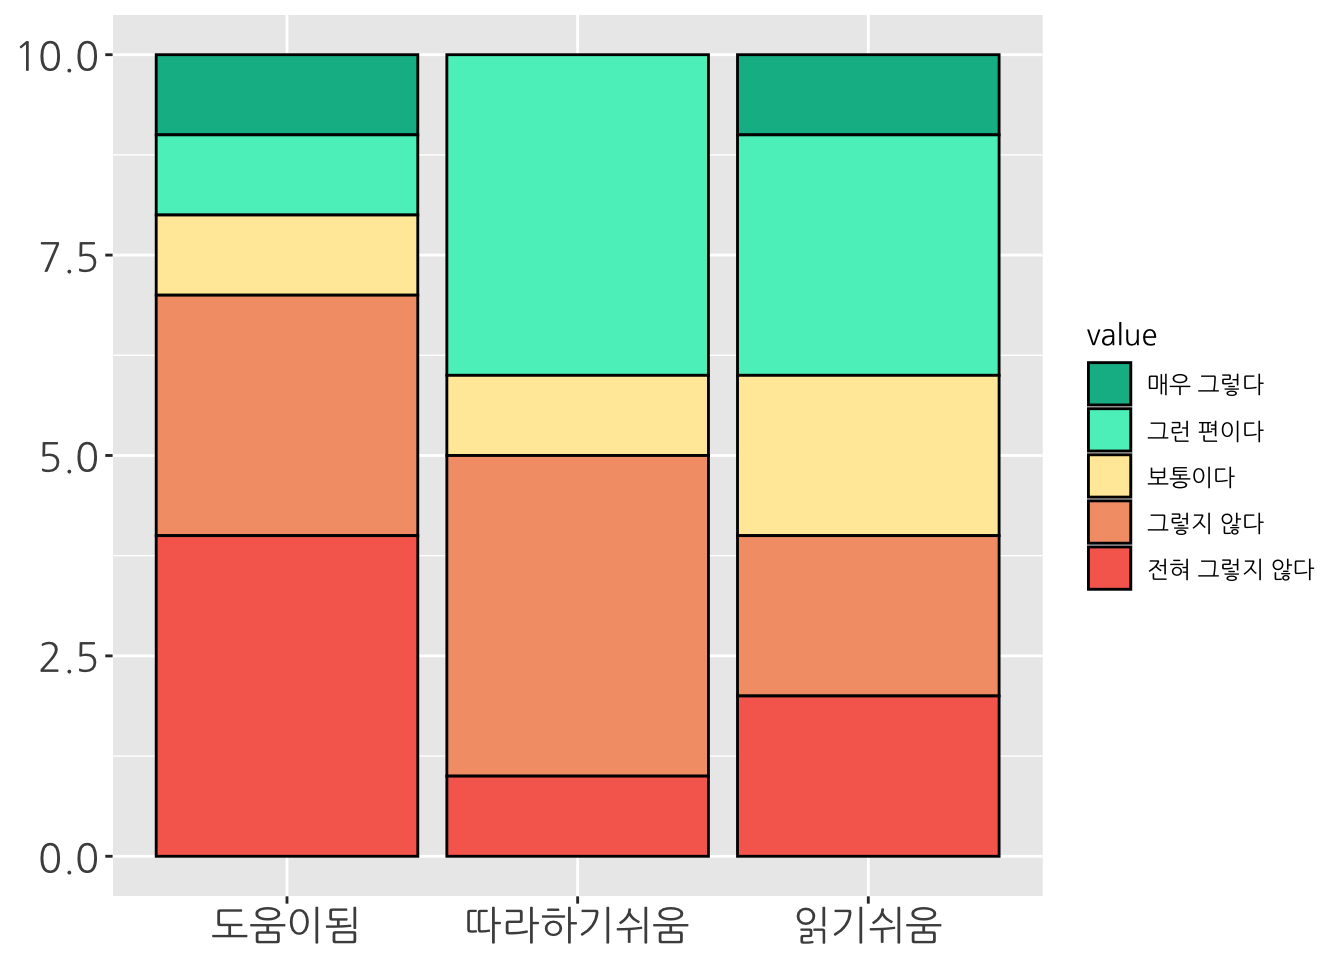 10.0
7.5
5.0
2.5
0.0
도움이됨 따라하기쉬움 읽기쉬움
value
매우 그렇다
그런 편이다
보통이다
그렇지 않다
전혀 그렇지 않다